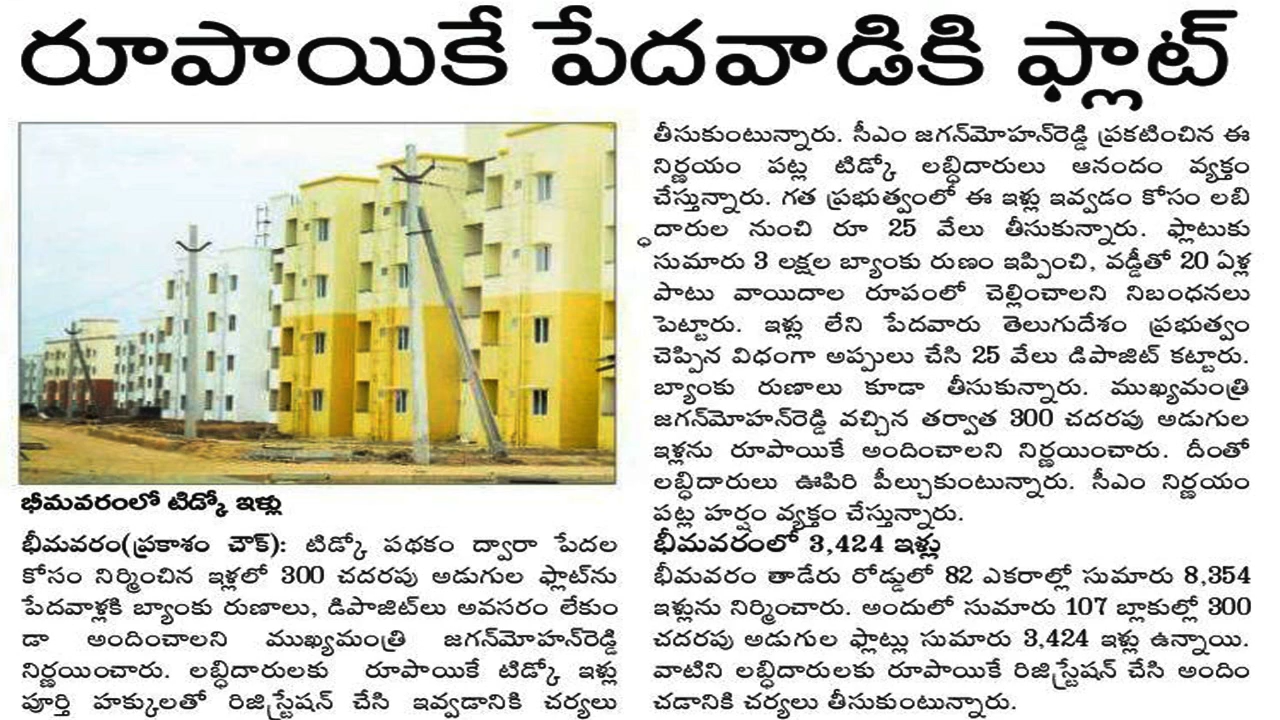 రూపాయికే పేదవాడికి ఫ్లాట్
భీమవరంలో టిడ్కో ఇళ్లు
భీమవరం(ప్రకాశం చౌక్): టిడ్కో పథకం ద్వారా పేదల
కోసం నిర్మించిన ఇళ్లలో 300 చదరపు అడుగుల ఫ్లాట్‌ను
పేదవాళ్లకి బ్యాంకు రుణాలు, డిపాజిట్‌లు అవసరం లేకుం
డా అందించాలని ముఖ్యమంత్రి జగన్‌మోహన్‌రెడ్డి
నిర్ణయించారు. లబ్ధిదారులకు రూపాయికే టిడ్కో ఇళ్లు
పూర్తి హక్కులతో రిజిస్ట్రేషన్ చేసి ఇవ్వడానికి చర్యలు
తీసుకుంటున్నారు. సీఎం జగన్‌మోహన్‌రెడ్డి ప్రకటించిన ఈ
నిర్ణయం పట్ల టిడ్కో లబ్ధిదారులు ఆనందం వ్యక్తం
చేస్తున్నారు. గత ప్రభుత్వంలో ఈ ఇళ్లు ఇవ్వడం కోసం లబి
్ధదారుల నుంచి రూ 25 వేలు తీసుకున్నారు. ఫ్లాటుకు
సుమారు 3 లక్షల బ్యాంకు రుణం ఇప్పించి, వడ్డీతో 20 ఏళ్ల
పాటు వాయిదాల రూపంలో చెల్లించాలని నిబంధనలు
పెట్టారు. ఇళ్లు లేని పేదవారు తెలుగుదేశం ప్రభుత్వం
చెప్పిన విధంగా అప్పులు చేసి 25 వేలు డిపాజిట్ కట్టారు.
బ్యాంకు రుణాలు కూడా తీసుకున్నారు. ముఖ్యమంత్రి
జగన్‌మోహన్‌రెడ్డి వచ్చిన తర్వాత 300 చదరపు అడుగుల
ఇళ్లను రూపాయికే అందించాలని నిర్ణయించారు. దీంతో
లబ్ధిదారులు ఊపిరి పీల్చుకుంటున్నారు. సీఎం నిర్ణయం
పట్ల హర్షం వ్యక్తం చేస్తున్నారు.
భీమవరంలో 3,424 ఇళ్లు
భీమవరం తాడేరు రోడ్డులో 82 ఎకరాల్లో సుమారు 8,354
ఇళ్లును నిర్మించారు. అందులో సుమారు 107 బ్లాకుల్లో 300
చదరపు అడుగుల ఫ్లాట్లు సుమారు 3,424 ఇళ్లు ఉన్నాయి.
వాటిని లబ్ధిదారులకు రూపాయికే రిజిస్ట్రేషన్ చేసి అందిం
చడానికి చర్యలు తీసుకుంటున్నారు.